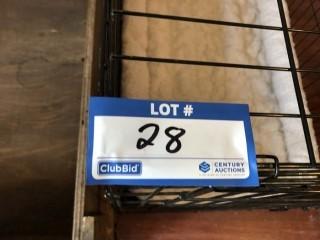 LOT #
28
ClubBid
CENTURY
AUCTIONS